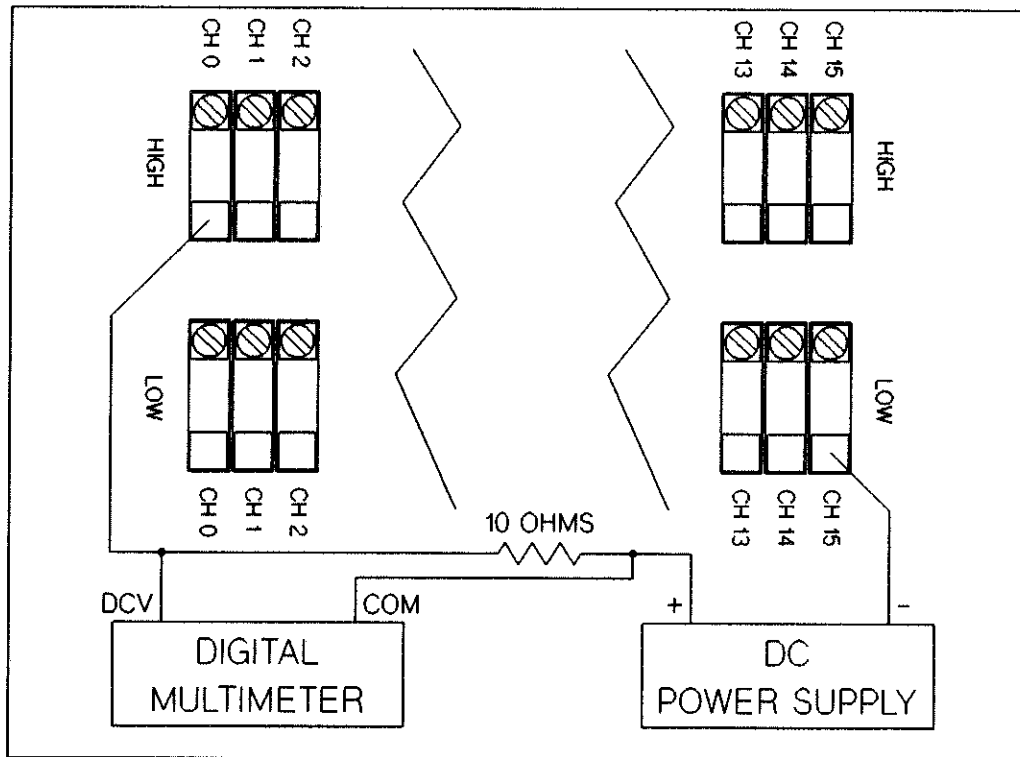 CH 0
CH 1
CH 2
CH 13
CH 14
CH 15
HIGH
HIGH
LOW
LOW
CH 0
CH 1
CH 2
CH 13
CH 14
CH 15
10 OHMS
DCV
COM
+
-
DIGITAL
MULTIMETER
DC
POWER SUPPLY